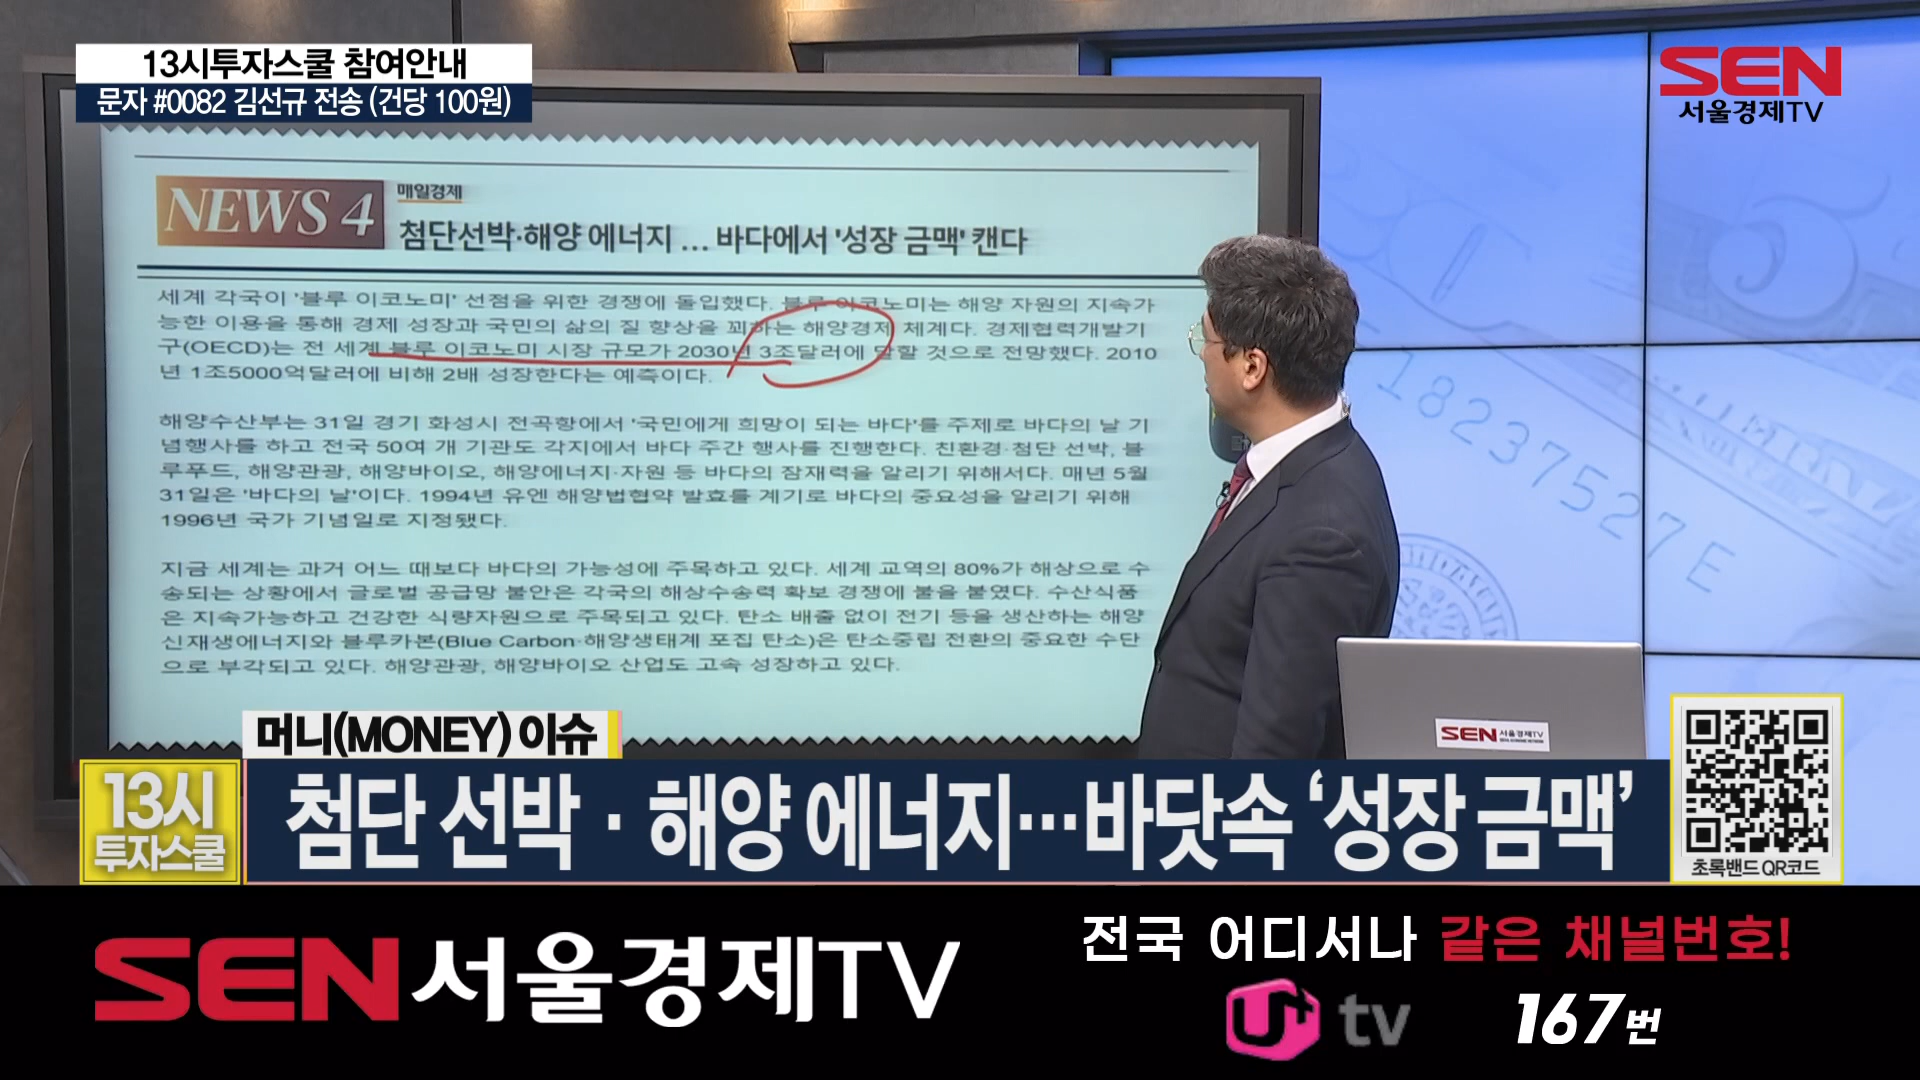 13시투자스쿨 참여안내
문자 #0082 김선규 전송 (건당 100원)
SEN
서울경제TV
NEWS 4
매일경제
첨단선박·해양 에너지 ... 바다에서 '성장 금맥' 캔다
세계 각국이 '블루 이코노미' 선점을 위한 경쟁에 돌입했다. 블루 이코노미는 해양 자원의 지속가
능한 이용을 통해 경제 성장과 국민의 삶의 질 향상을 꾀하는 해양경제 체계다. 경제협력개발기
구(OECD)는 전 세계 블루 이코노미 시장 규모가 2030년 3조달러에 달할 것으로 전망했다. 2010
년 1조5000억달러에 비해 2배 성장한다는 예측이다.
해양수산부는 31일 경기 화성시 전곡항에서 '국민에게 희망이 되는 바다'를 주제로 바다의 날 기
념행사를 하고 전국 50여 개 기관도 각지에서 바다 주간 행사를 진행한다. 친환경·첨단 선박, 블
루푸드, 해양관광, 해양바이오, 해양에너지·자원 등 바다의 잠재력을 알리기 위해서다. 매년 5월
31일은 '바다의 날'이다. 1994년 유엔 해양법협약 발효를 계기로 바다의 중요성을 알리기 위해
1996년 국가 기념일로 지정됐다.
지금 세계는 과거 어느 때보다 바다의 가능성에 주목하고 있다. 세계 교역의 80%가 해상으로 수
송되는 상황에서 글로벌 공급망 불안은 각국의 해상수송력 확보 경쟁에 불을 붙였다. 수산식품
은 지속가능하고 건강한 식량자원으로 주목되고 있다. 탄소 배출 없이 전기 등을 생산하는 해양
신재생에너지와 블루카본(Blue Carbon·해양생태계 포집 탄소)은 탄소중립 전환의 중요한 수단
으로 부각되고 있다. 해양관광, 해양바이오 산업도 고속 성장하고 있다.
18237527E
SEN 서울경제TV
머니(MONEY) 이슈
13시
투자스쿨
첨단 선박 · 해양 에너지…바닷속 ‘성장 금맥’
초록밴드 QR코드
SEN 서울경제TV
전국 어디서나 같은 채널번호!
U+ tv
167번